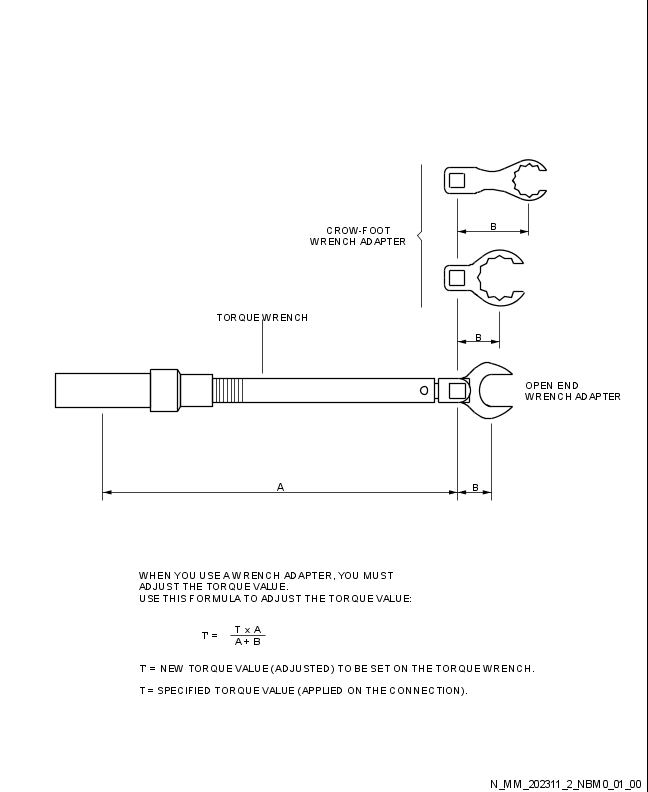 B
CROW-FOOT
WRENCH ADAPTER
TORQUE WRENCH
B
OPEN END
WRENCH ADAPTER
A
B
WHEN YOU USE A WRENCH ADAPTER, YOU MUST
ADJUST THE TORQUE VALUE.
USE THIS FORMULA TO ADJUST THE TORQUE VALUE:
T' = T x A
A + B
T' = NEW TORQUE VALUE (ADJUSTED) TO BE SET ON THE TORQUE WRENCH.
T = SPECIFIED TORQUE VALUE (APPLIED ON THE CONNECTION).
N_MM_202311_2_NBM0_01_00